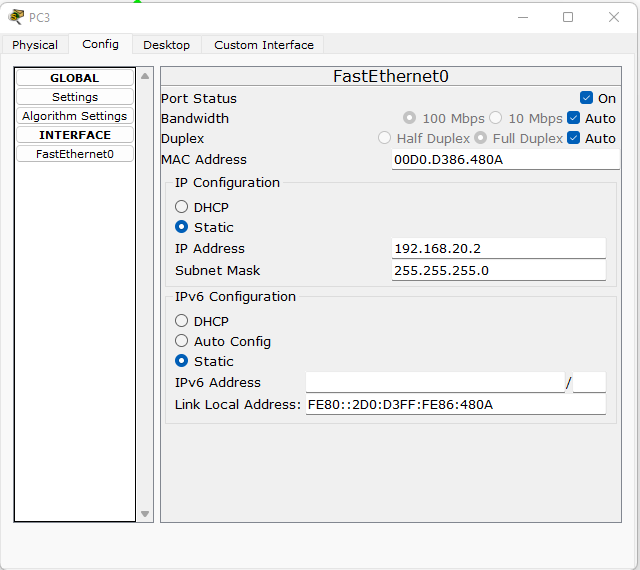 PC3
Physical Config Desktop Custom Interface
GLOBAL
Settings
Algorithm Settings
INTERFACE
FastEthernet0
FastEthernet0
Port Status On
Bandwidth 100 Mbps 10 Mbps Auto
Duplex Half Duplex Full Duplex Auto
MAC Address 00D0.D386.480A
IP Configuration
DHCP
Static
IP Address 192.168.20.2
Subnet Mask 255.255.255.0
IPv6 Configuration
DHCP
Auto Config
Static
IPv6 Address /
Link Local Address: FE80::2D0:D3FF:FE86:480A